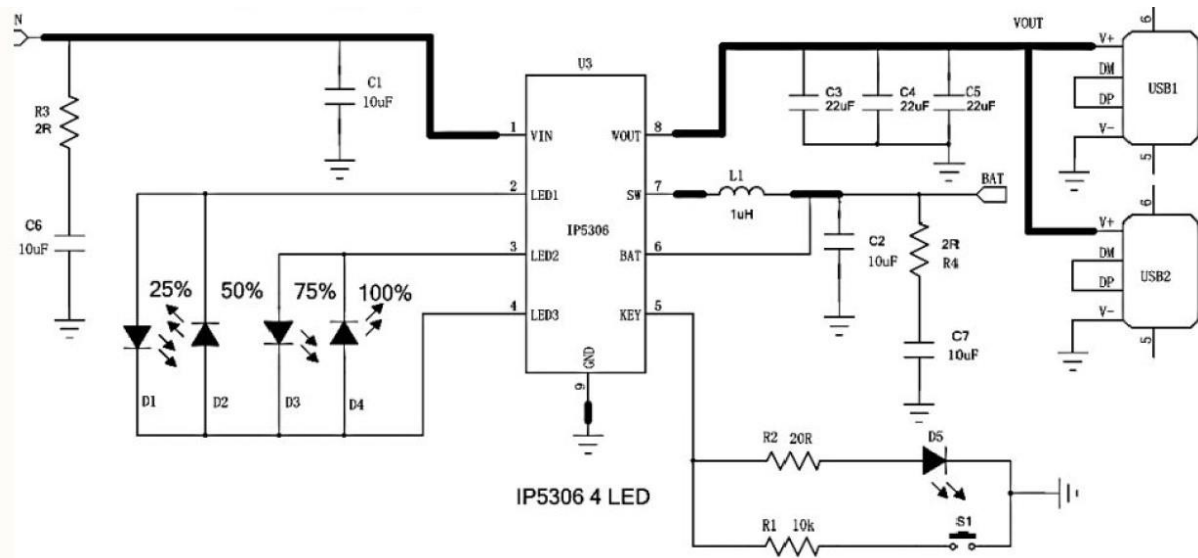 N
R3
2R
C6
10uF
C1
10uF
U3
1
VIN
2
LED1
3
LED2
4
LED3
IP5306
VOUT
8
SW
7
BAT
6
KEY
5
GND
9
25%
50%
75%
100%
D1
D2
D3
D4
VOUT
C3
22uF
C4
22uF
C5
22uF
L1
1uH
BAT
C2
10uF
2R
R4
C7
10uF
R2
20R
D5
R1
10k
S1
6
V+
DM
DP
V-
USB1
5
6
V+
DM
DP
V-
USB2
5
IP5306 4 LED